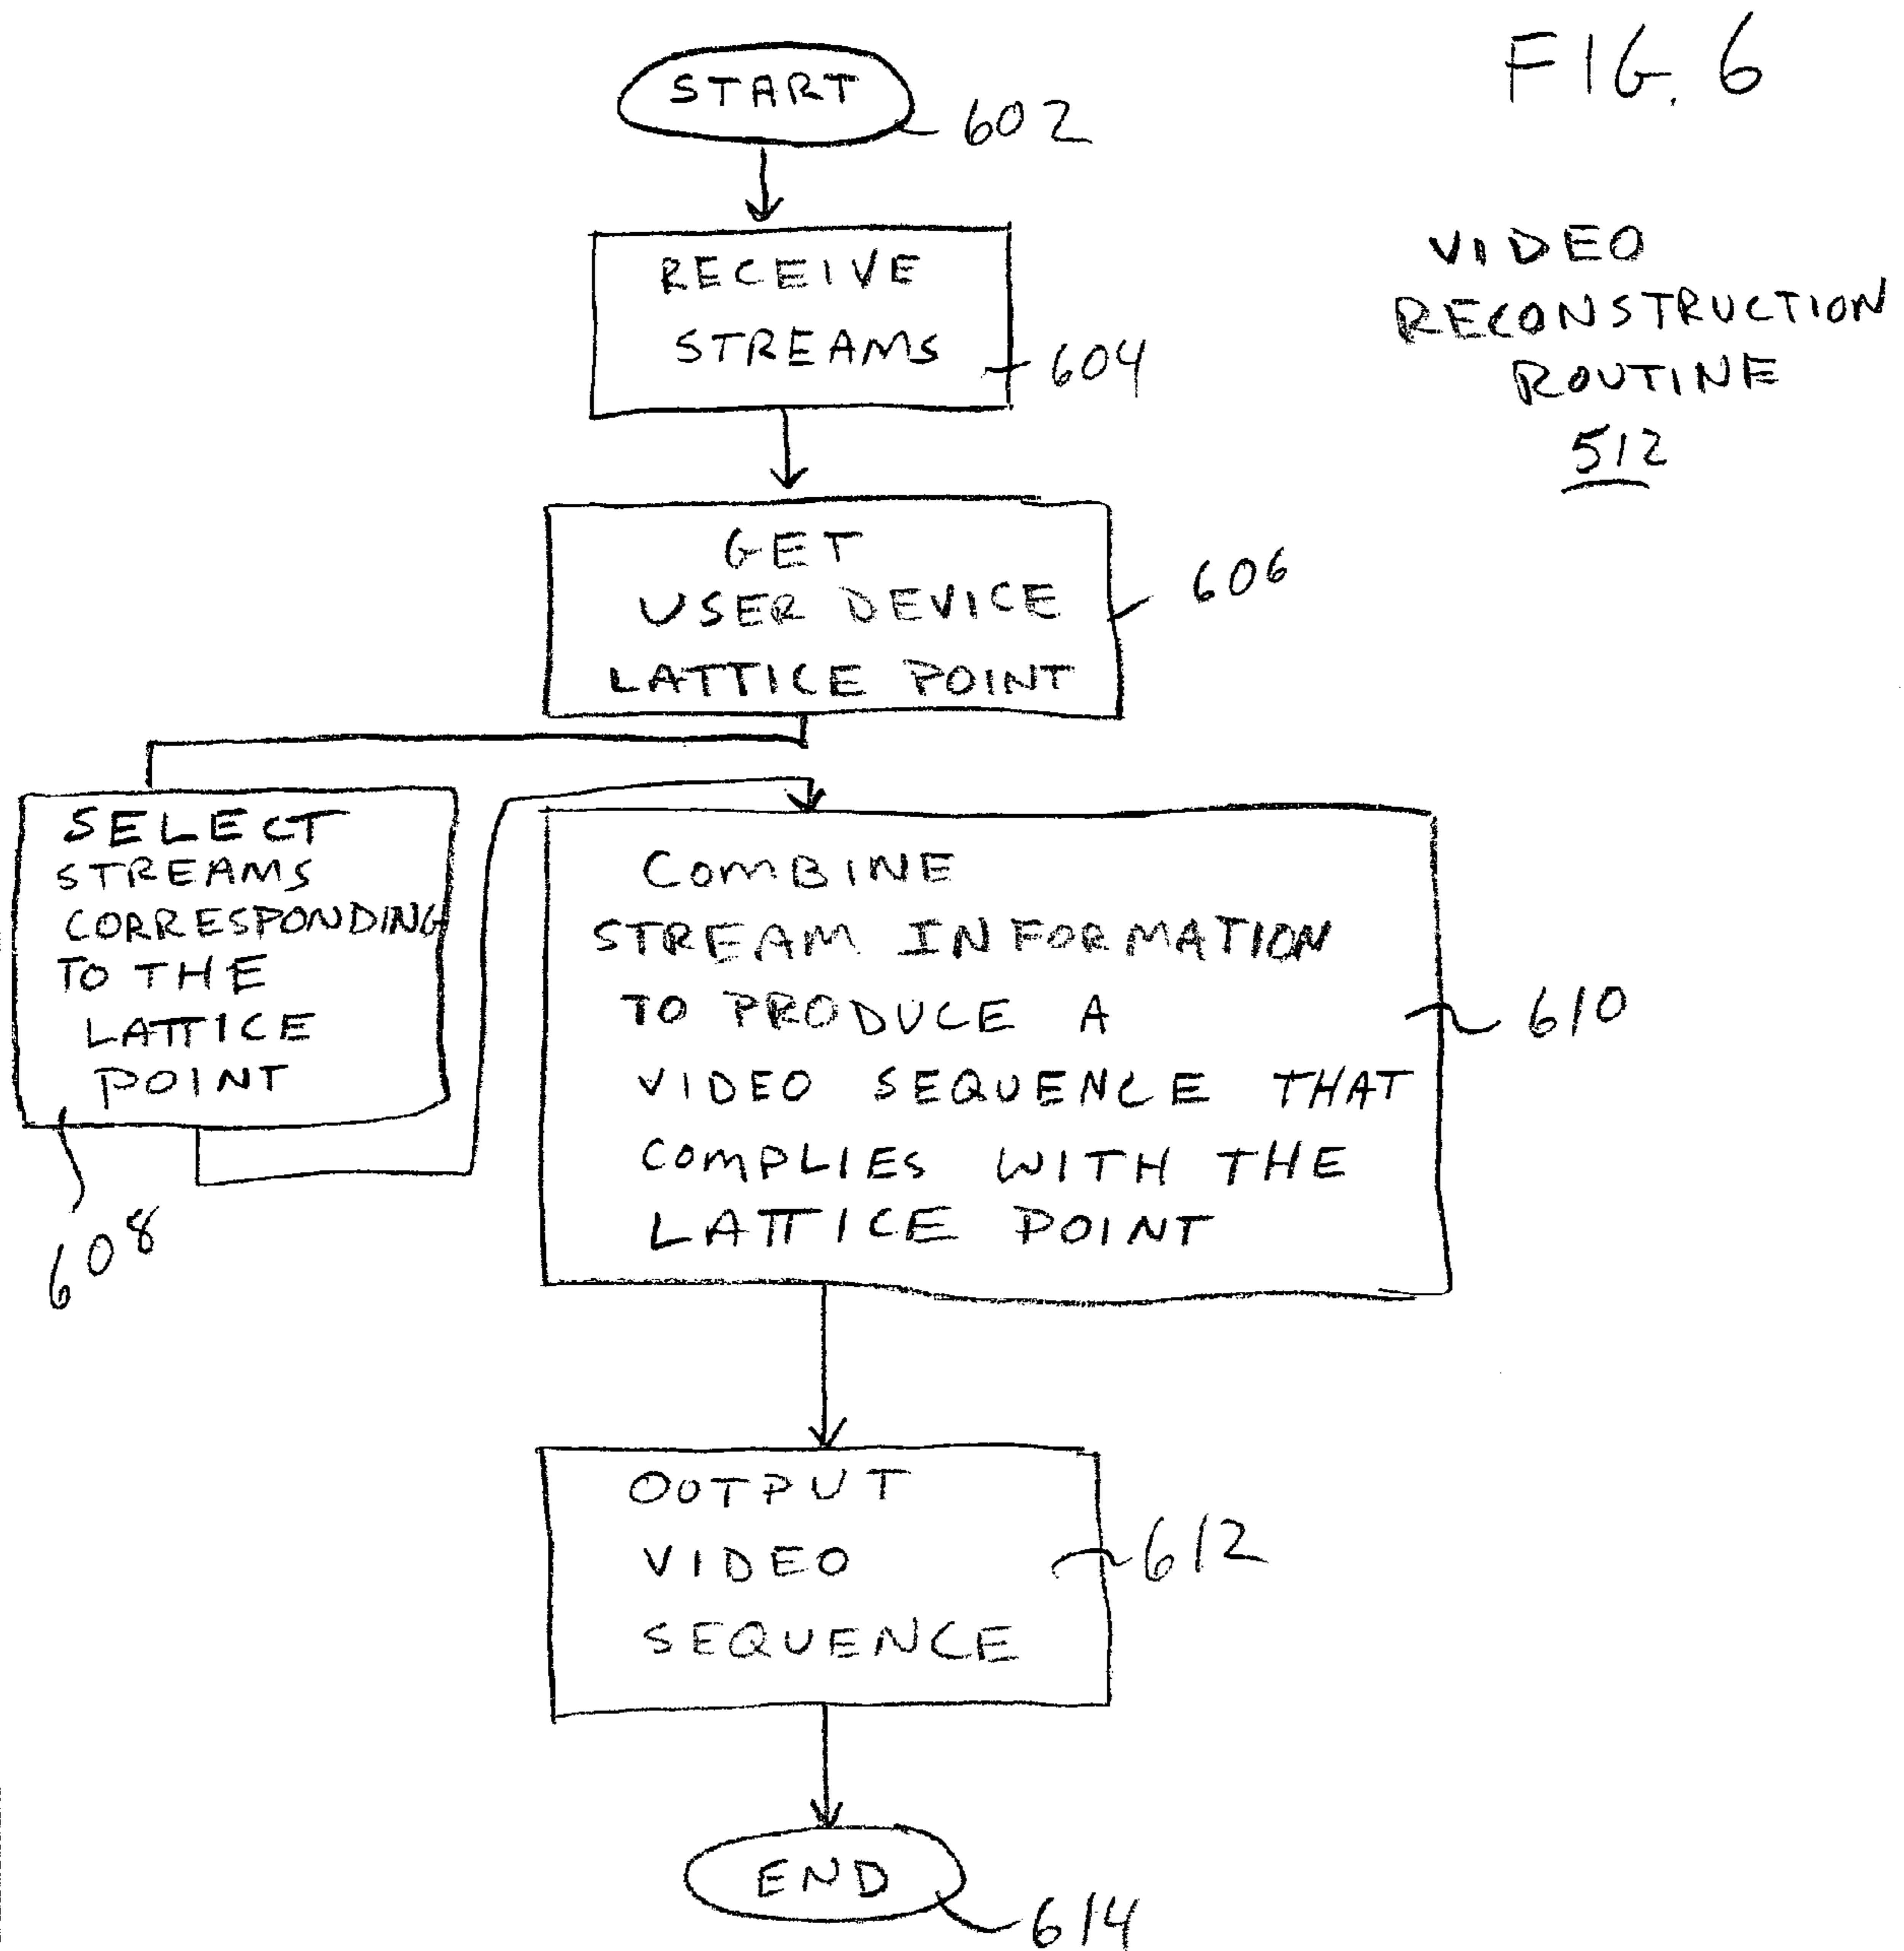 FIG. 6
VIDEO
RECONSTRUCTION
ROUTINE
512
START
602
RECEIVE
STREAMS
604
GET
USER DEVICE
LATTICE POINT
606
SELECT
STREAMS
CORRESPONDING
TO THE
LATTICE
POINT
608
COMBINE
STREAM INFORMATION
TO PRODUCE A
VIDEO SEQUENCE THAT
COMPLIES WITH THE
LATTICE POINT
610
OUTPUT
VIDEO
SEQUENCE
612
END
614